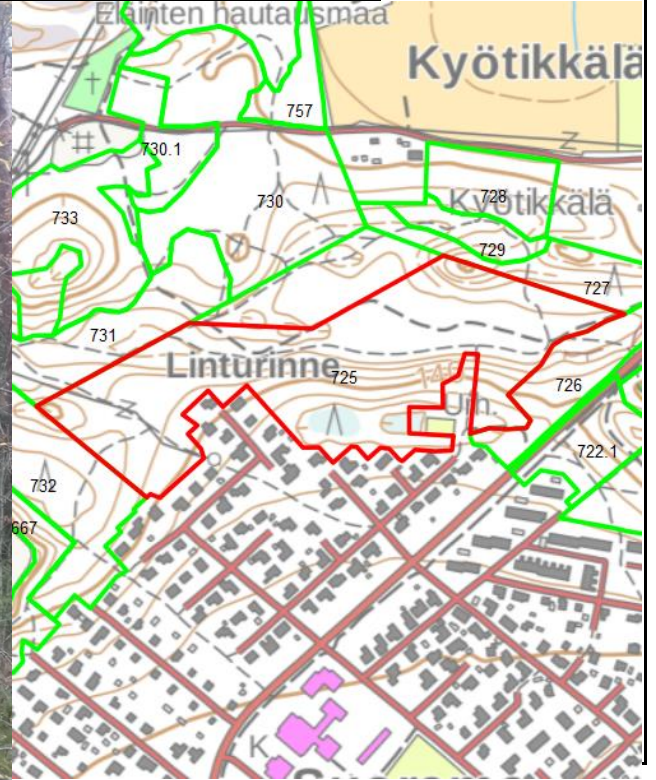 Eläinten hautausmaa
Kyötikkälä
757
730.1
730
728
Kyötikkälä
733
729
727
731
Linturinne
725
726
Urh.
722.1
732
667
K